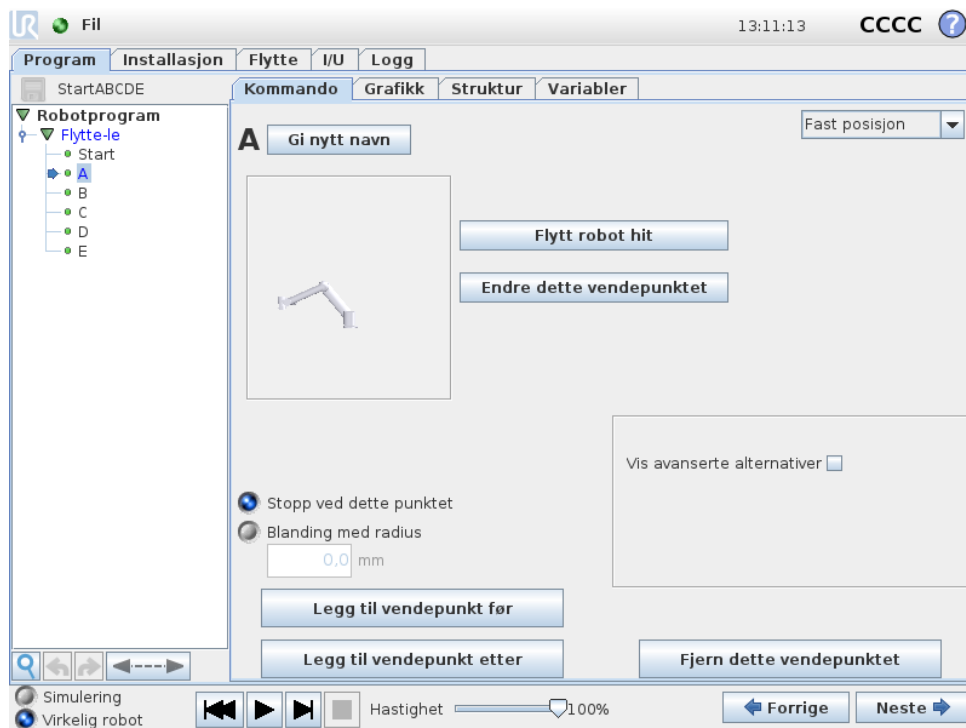 UR Fil 13:11:13 CCCC ?
Program Installasjon Flytte I/U Logg
StartABCDE
Kommando Grafikk Struktur Variabler
Robotprogram
Flytte-le
Start
A
B
C
D
E
A Gi nytt navn
Fast posisjon
Flytt robot hit
Endre dette vendepunktet
Vis avanserte alternativer
Stopp ved dette punktet
Blanding med radius
0,0 mm
Legg til vendepunkt før
Legg til vendepunkt etter
Fjern dette vendepunktet
Simulering
Virkelig robot
Hastighet 100%
Forrige Neste